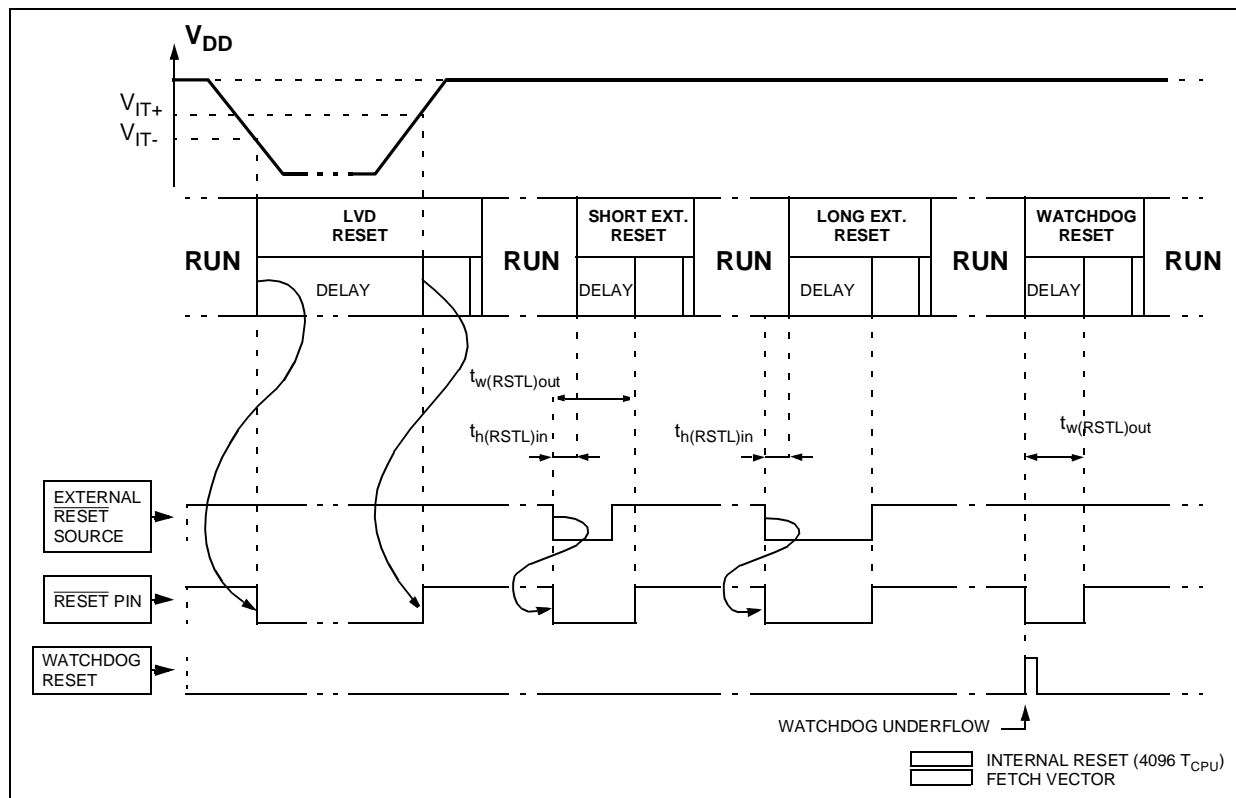 VDD
VIT+
VIT-
LVD
RESET
SHORT EXT.
RESET
LONG EXT.
RESET
WATCHDOG
RESET
RUN
RUN
RUN
RUN
RUN
DELAY
DELAY
DELAY
DELAY
tw(RSTL)out
th(RSTL)in
th(RSTL)in
tw(RSTL)out
EXTERNAL
RESET
SOURCE
RESET PIN
WATCHDOG
RESET
WATCHDOG UNDERFLOW
INTERNAL RESET (4096 TCPU)
FETCH VECTOR